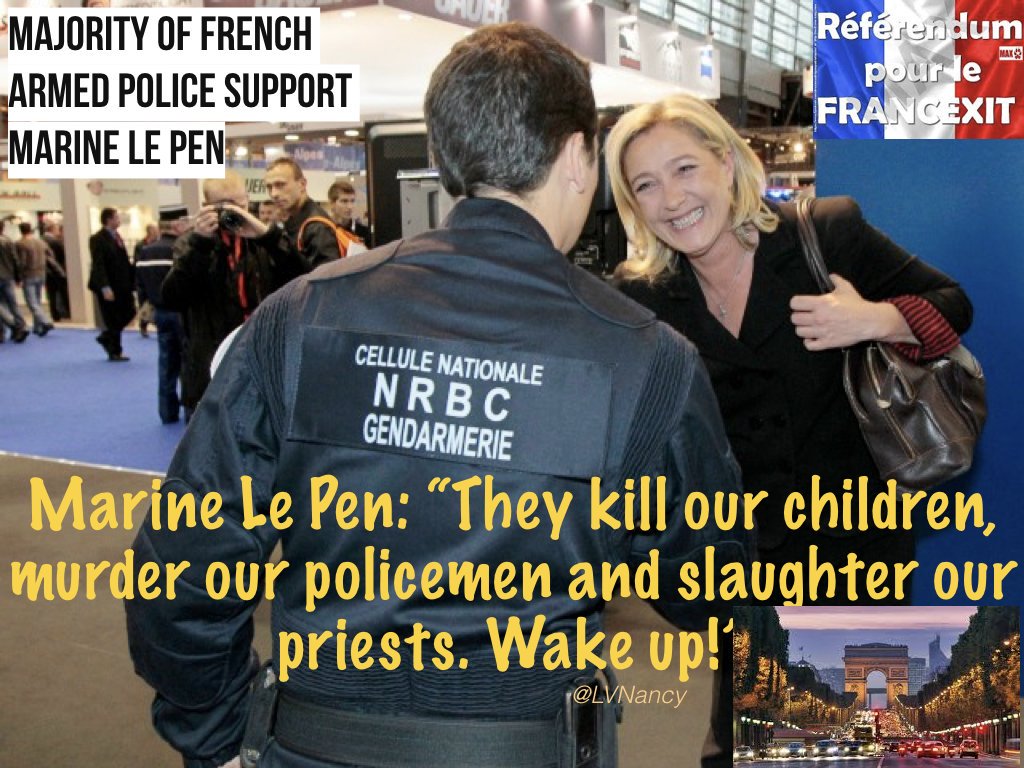 MAJORITY OF FRENCH
ARMED POLICE SUPPORT
MARINE LE PEN
Référendum
pour le
FRANCEXIT
MAX
CELLULE NATIONALE
NRBC
GENDARMERIE
Marine Le Pen: “They kill our children,
murder our policemen and slaughter our
priests. Wake up!”
@LVNancy